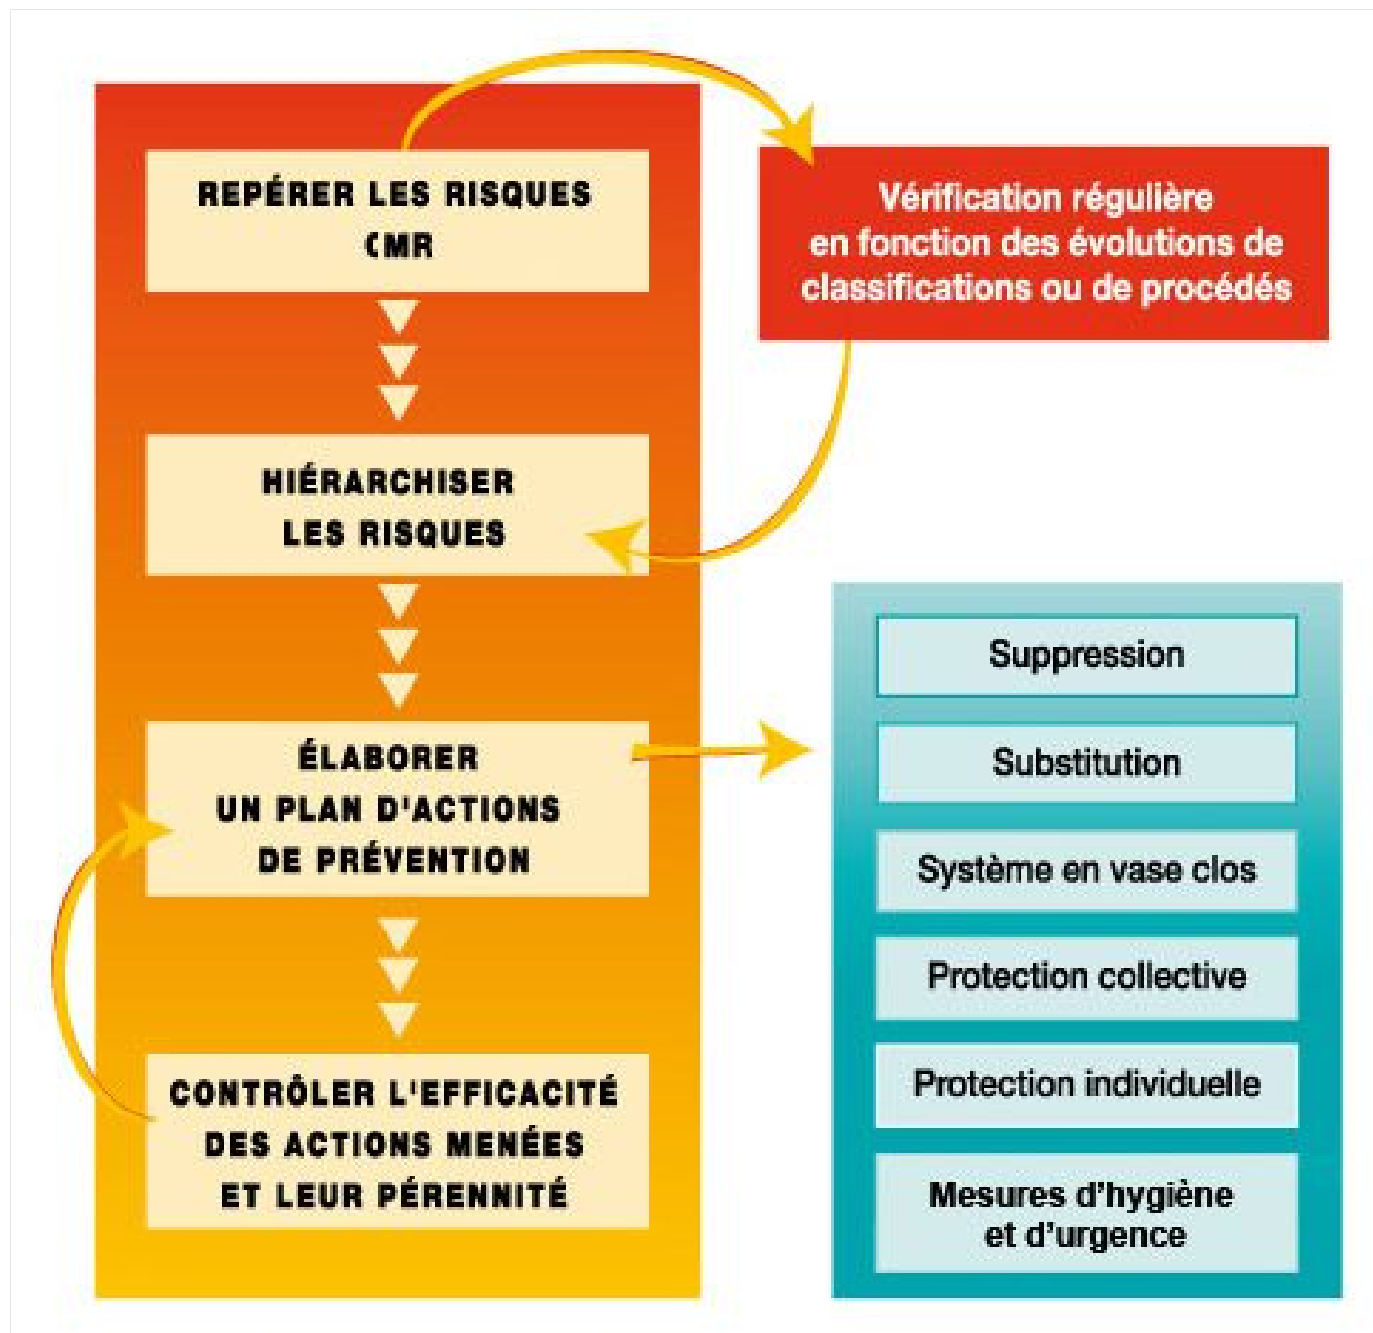 REPÉRER LES RISQUES
CMR
Vérification régulière
en fonction des évolutions de
classifications ou de procédés
HIÉRARCHISER
LES RISQUES
ÉLABORER
UN PLAN D'ACTIONS
DE PRÉVENTION
CONTRÔLER L'EFFICACITÉ
DES ACTIONS MENÉES
ET LEUR PÉRENNITÉ
Suppression
Substitution
Système en vase clos
Protection collective
Protection individuelle
Mesures d’hygiène
et d’urgence